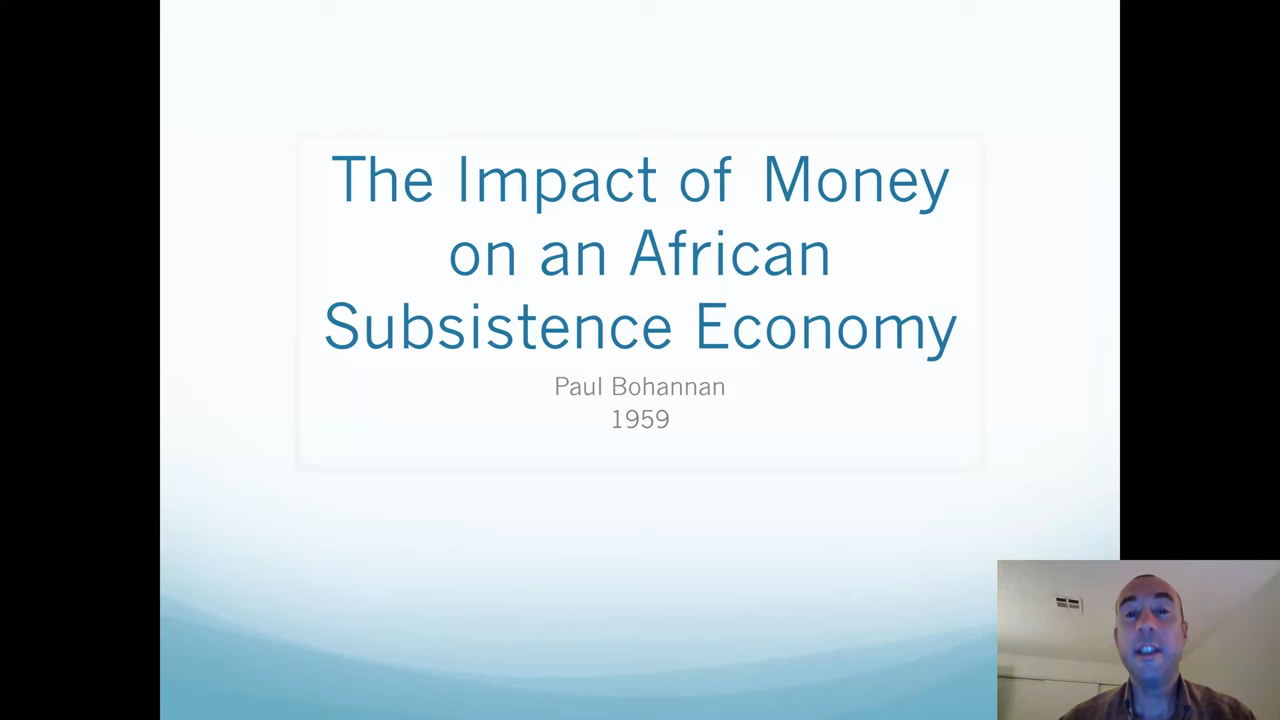 The Impact of Money
on an African
Subsistence Economy
Paul Bohannan
1959